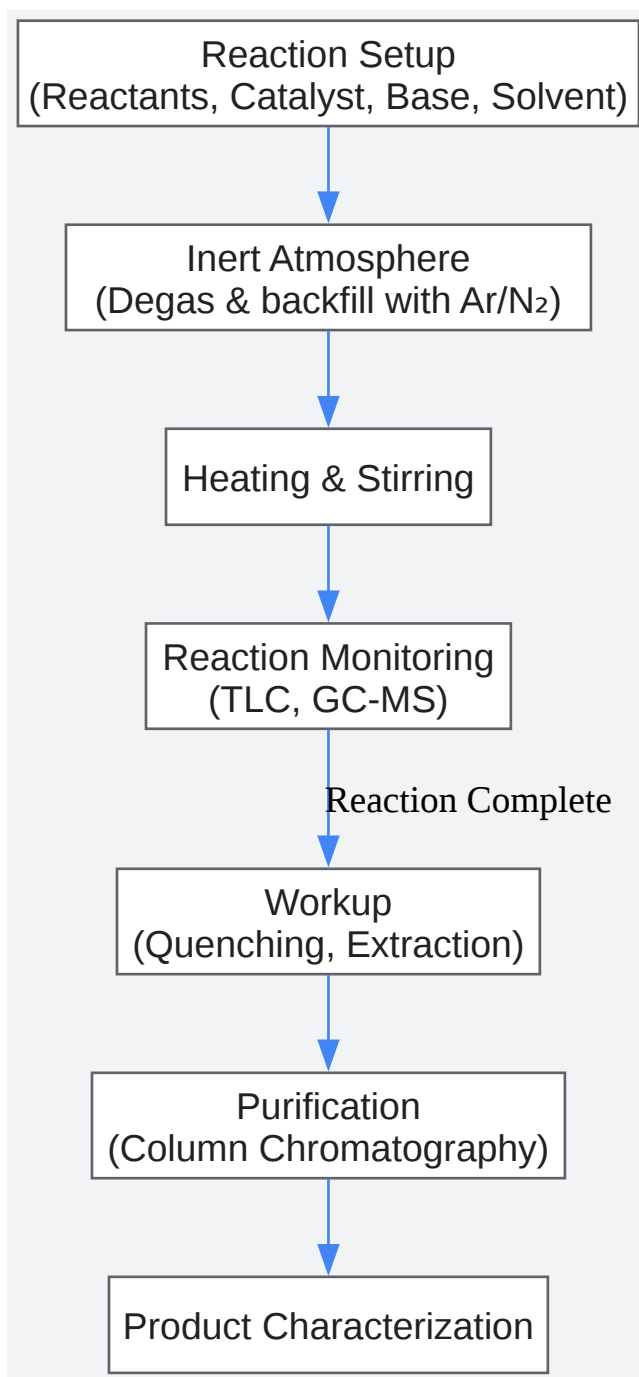 Reaction Setup
(Reactants, Catalyst, Base, Solvent)
Inert Atmosphere
(Degas & backfill with Ar/N₂)
Heating & Stirring
Reaction Monitoring
(TLC, GC-MS)
Reaction Complete
Workup
(Quenching, Extraction)
Purification
(Column Chromatography)
Product Characterization